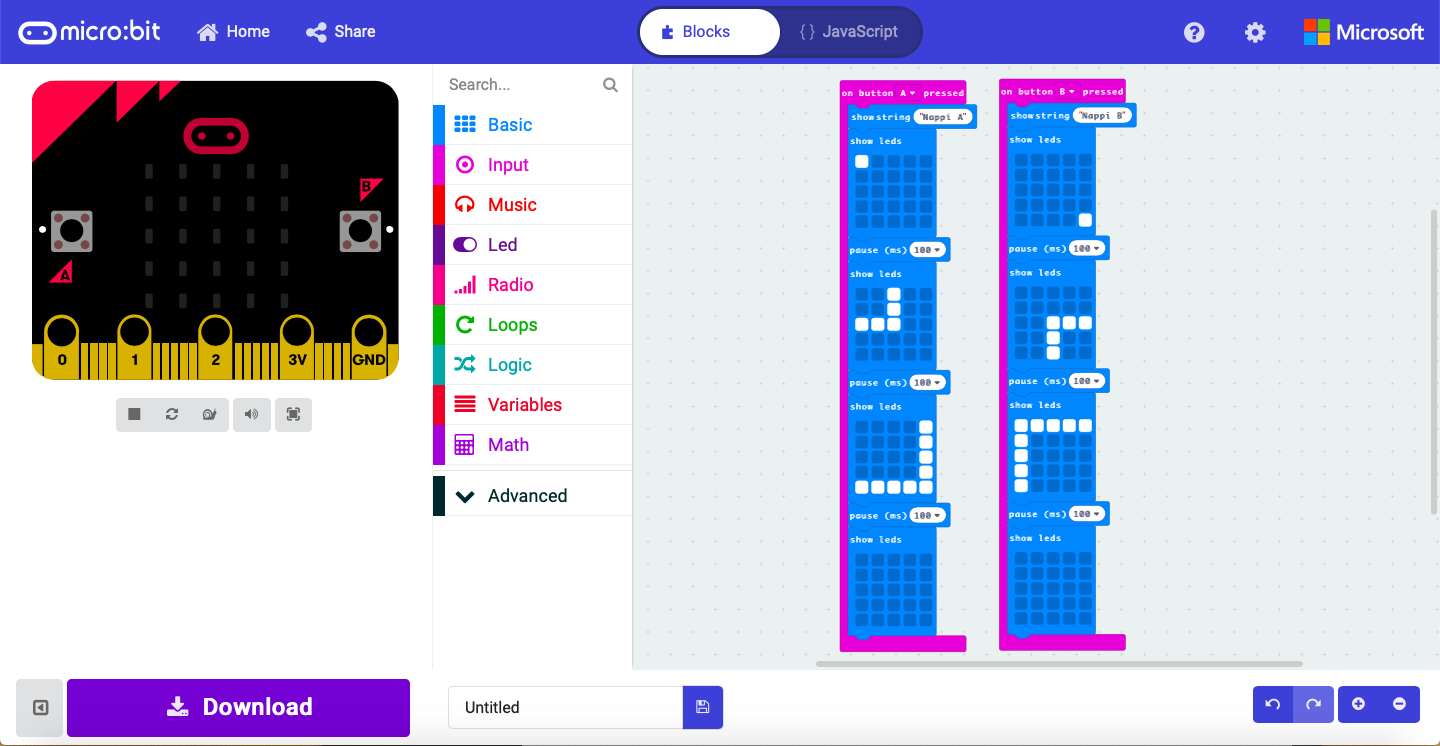 micro:bit
Home
Share
Blocks
{ } JavaScript
Microsoft
A
B
0
1
2
3V
GND
Search...
Basic
Input
Music
Led
Radio
Loops
Logic
Variables
Math
Advanced
on button A pressed
show string "Nappi A"
show leds
pause (ms) 100
show leds
pause (ms) 100
show leds
pause (ms) 100
show leds
on button B pressed
show string "Nappi B"
show leds
pause (ms) 100
show leds
pause (ms) 100
show leds
pause (ms) 100
show leds
Download
Untitled